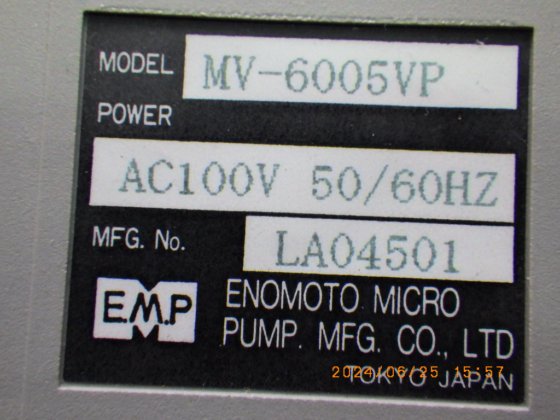 MODEL MV-6005VP
POWER
AC100V 50/60HZ
MFG. No. LA04501
E.M.P
ENOMOTO MICRO
PUMP. MFG. CO., LTD
2024/06/25 15:57
TOKYO JAPAN